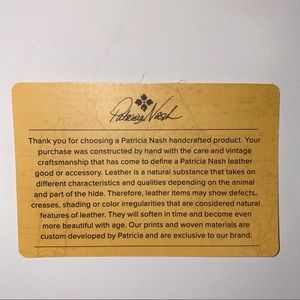 Patricia Nash
Thank you for choosing a Patricia Nash handcrafted product. Your
purchase was constructed by hand with the care and vintage
craftsmanship that has come to define a Patricia Nash leather
good or accessory. Leather is a natural substance that takes on
different characteristics and qualities depending on the animal
and part of the hide. Therefore, leather items may show defects,
creases, shading or color irregularities that are considered natural
features of leather. They will soften in time and become even
more beautiful with age. Our prints and woven materials are
custom developed by Patricia and are exclusive to our brand.